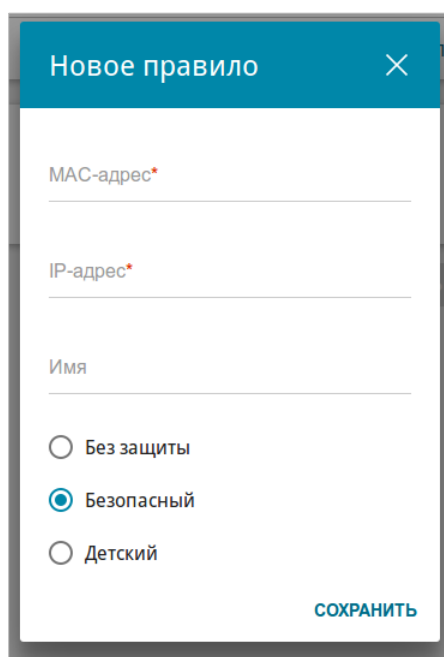 Новое правило
MAC-адрес*
IP-адрес*
Имя
Без защиты
Безопасный
Детский
СОХРАНИТЬ